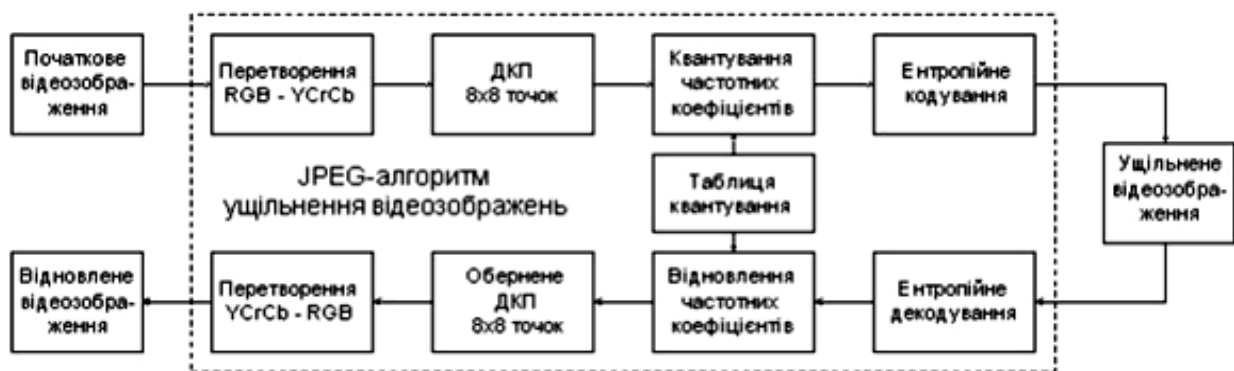 Початкове
відеозобра-
ження
Перетворення
RGB - YCrCb
ДКП
8x8 точок
Квантування
частотних
коефіцієнтів
Ентропійне
кодування
JPEG-алгоритм
ущільнення відеозображень
Таблиця
квантування
Ущільнене
відеозобра-
ження
Відновлене
відеозобра-
ження
Перетворення
YCrCb - RGB
Обернене
ДКП
8x8 точок
Відновлення
частотних
коефіцієнтів
Ентропійне
декодування